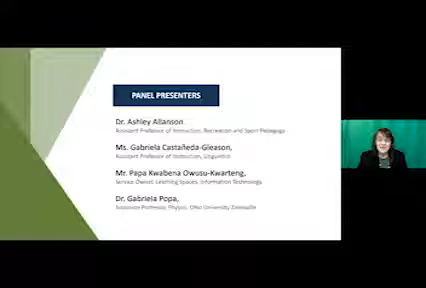 PANEL PRESENTERS
Dr. Ashley Allanson
Assistant Professor of Instruction, Recreation and Sport Pedagogy
Ms. Gabriela Castañeda-Gleason,
Assistant Professor of Instruction, Linguistics
Mr. Papa Kwabena Owusu-Kwarteng,
Service Owner, Learning Spaces, Information Technology
Dr. Gabriela Popa,
Associate Professor, Physics, Ohio University Zanesville